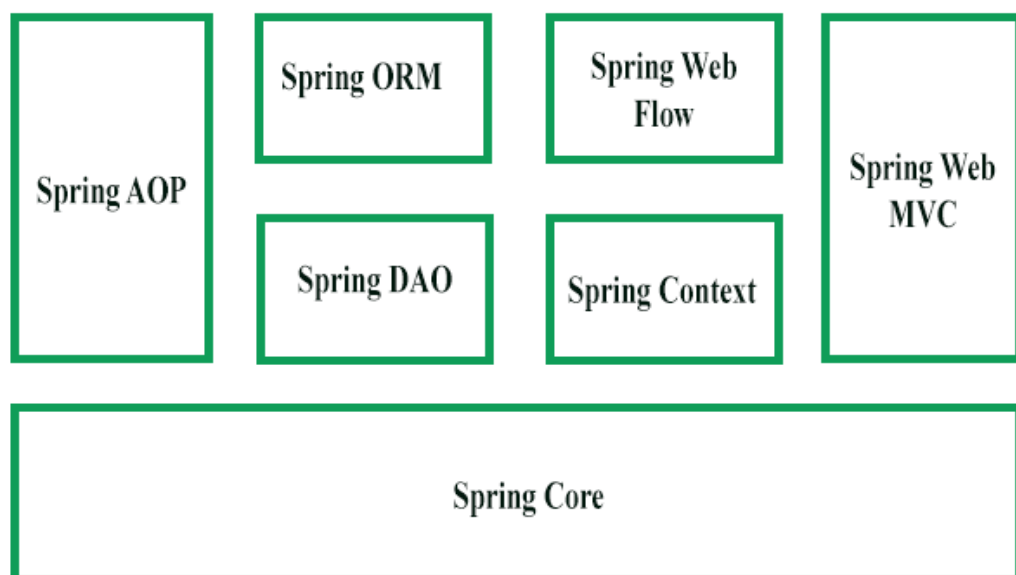 Spring AOP
Spring ORM
Spring Web
Flow
Spring Web
MVC
Spring DAO
Spring Context
Spring Core